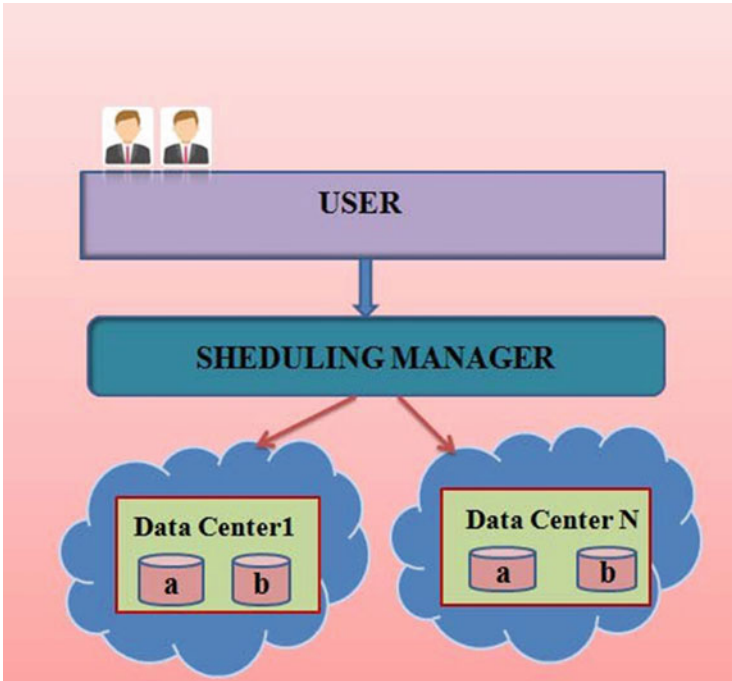 USER
SHEDULING MANAGER
Data Center1
a b
Data Center N
a b